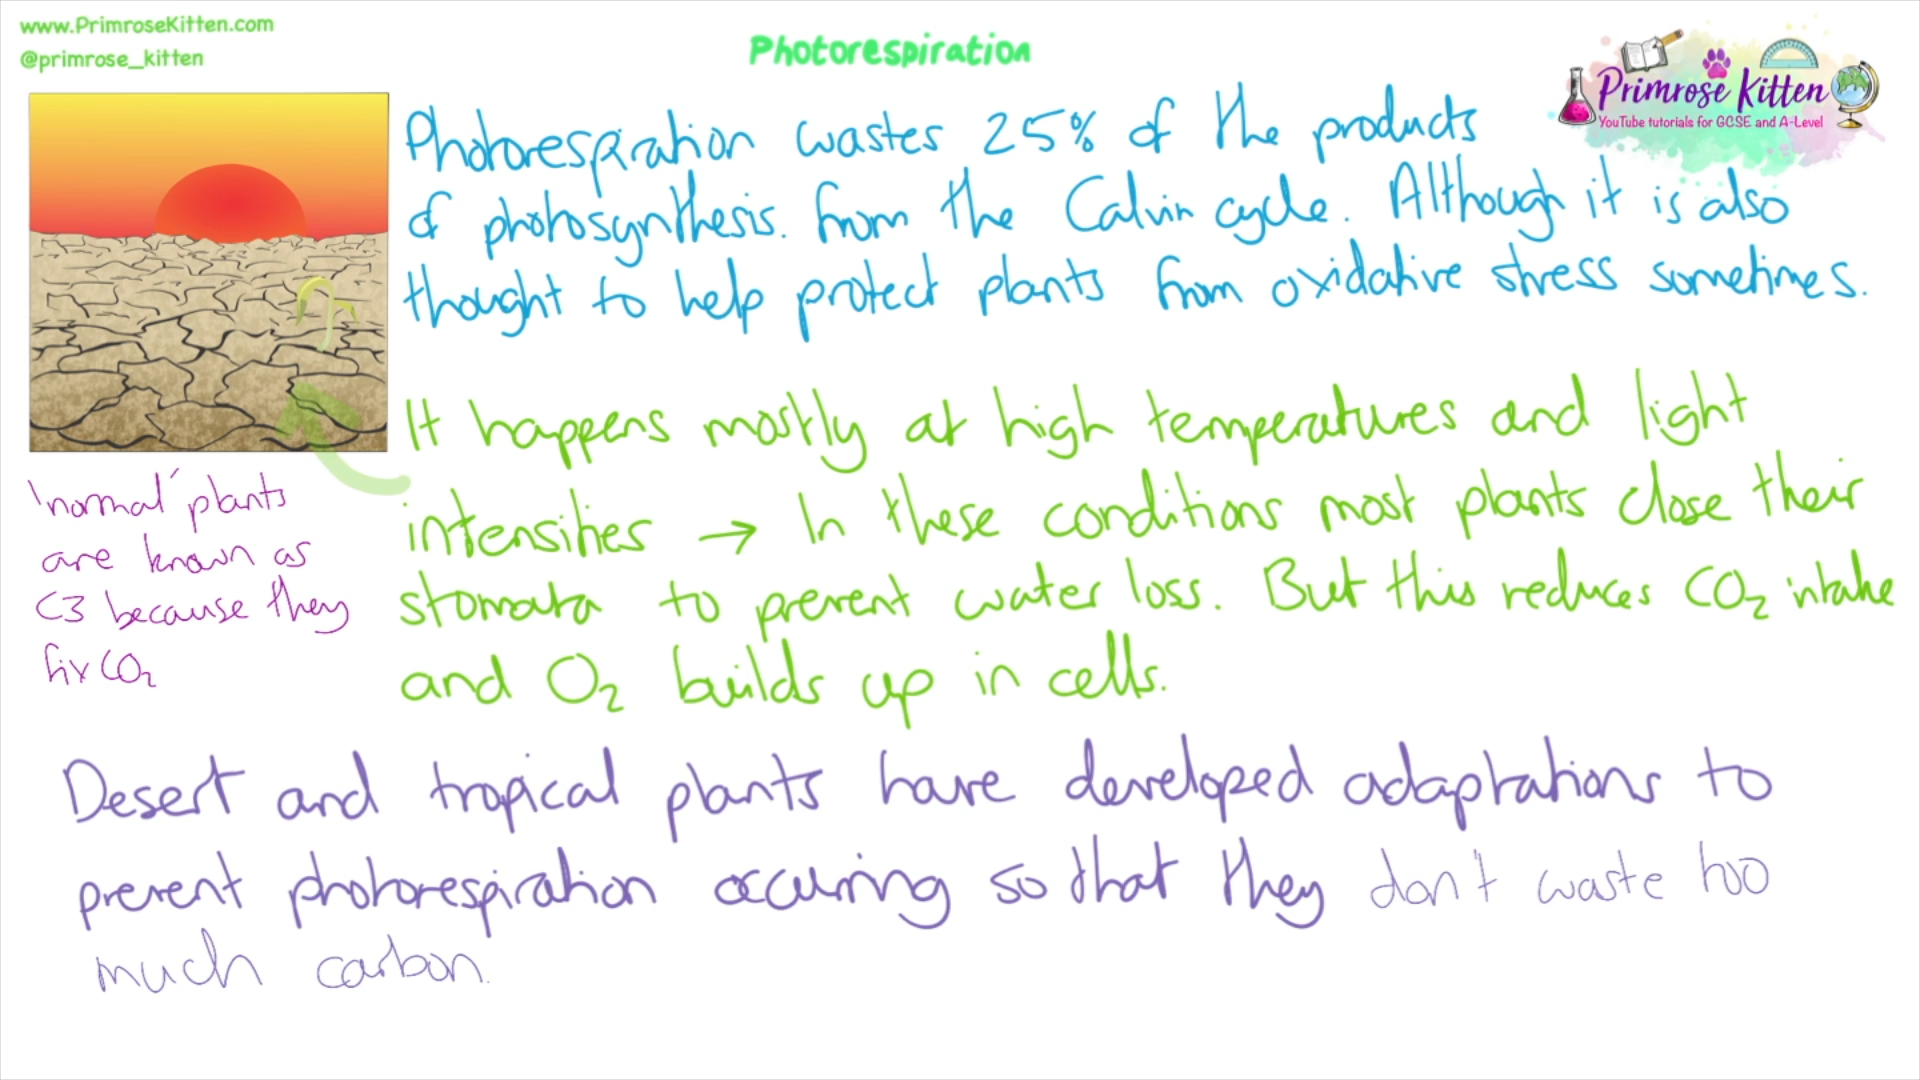 www.PrimroseKitten.com
@primrose_kitten
Photorespiration
Primrose Kitten
YouTube tutorials for GCSE and A-Level
Photorespiration wastes 25% of the products
of photosynthesis. from the Calvin cycle. Although it is also
thought to help protect plants from oxidative stress sometimes.
It happens mostly at high temperatures and light
intensities → In these conditions most plants close their
stomata to prevent water loss. But this reduces CO₂ intake
and O₂ builds up in cells.
'normal' plants
are known as
C3 because they
fix CO₂
Desert and tropical plants have developed adaptations to
prevent photorespiration occuring so that they don't waste too
much carbon.